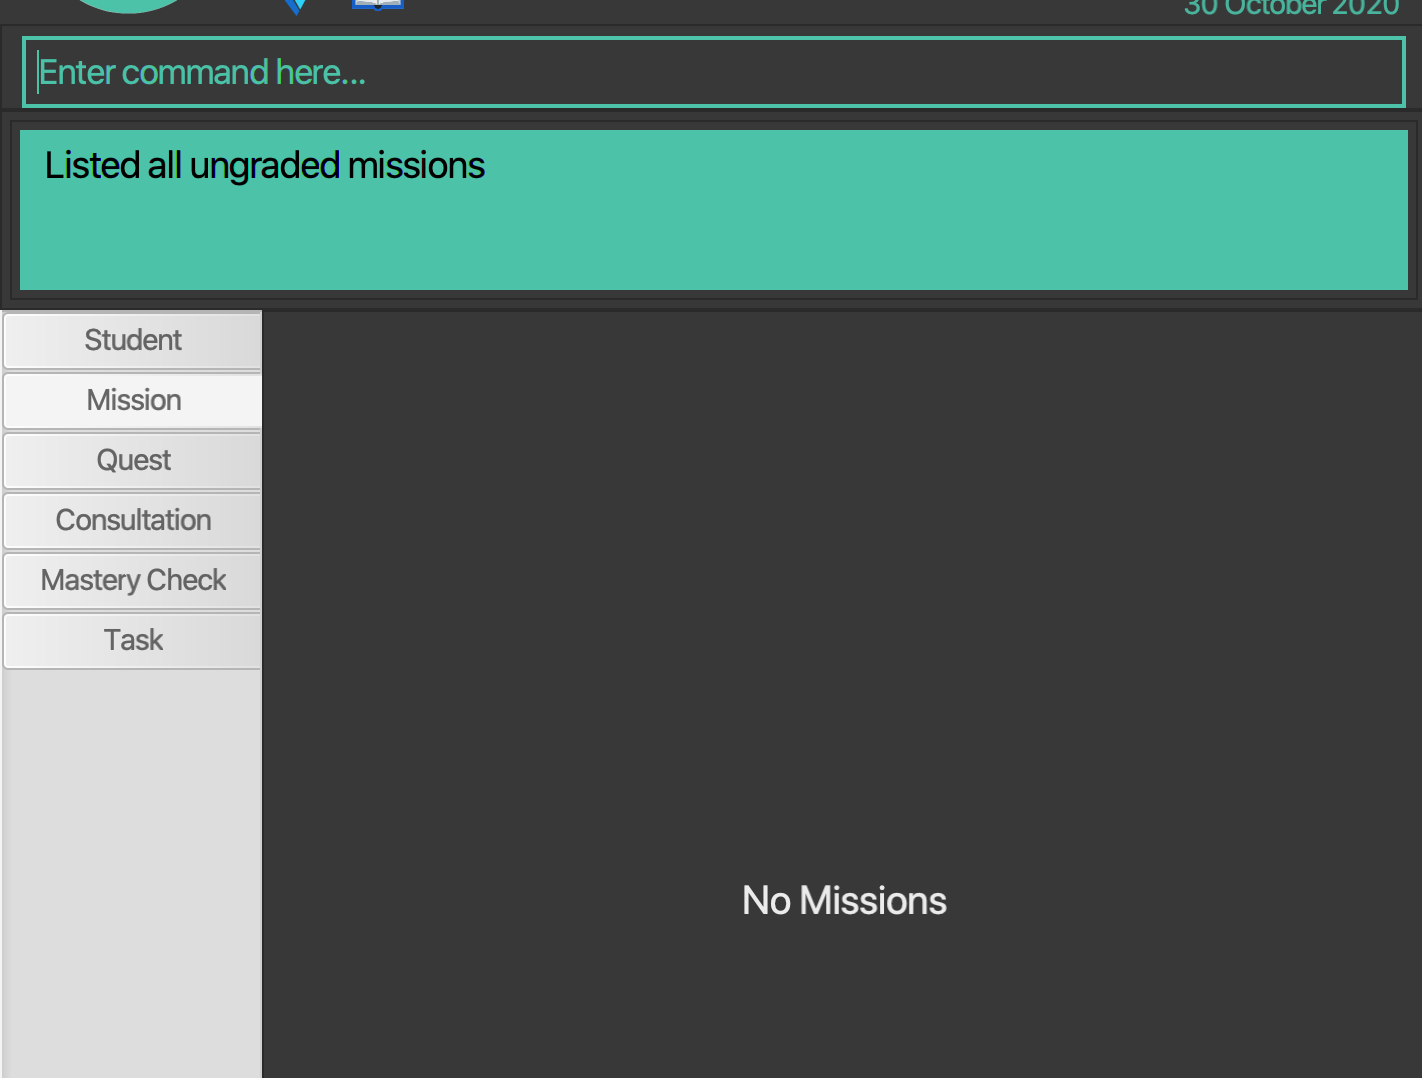 30 October 2020
Enter command here...
Listed all ungraded missions
Student
Mission
Quest
Consultation
Mastery Check
Task
No Missions